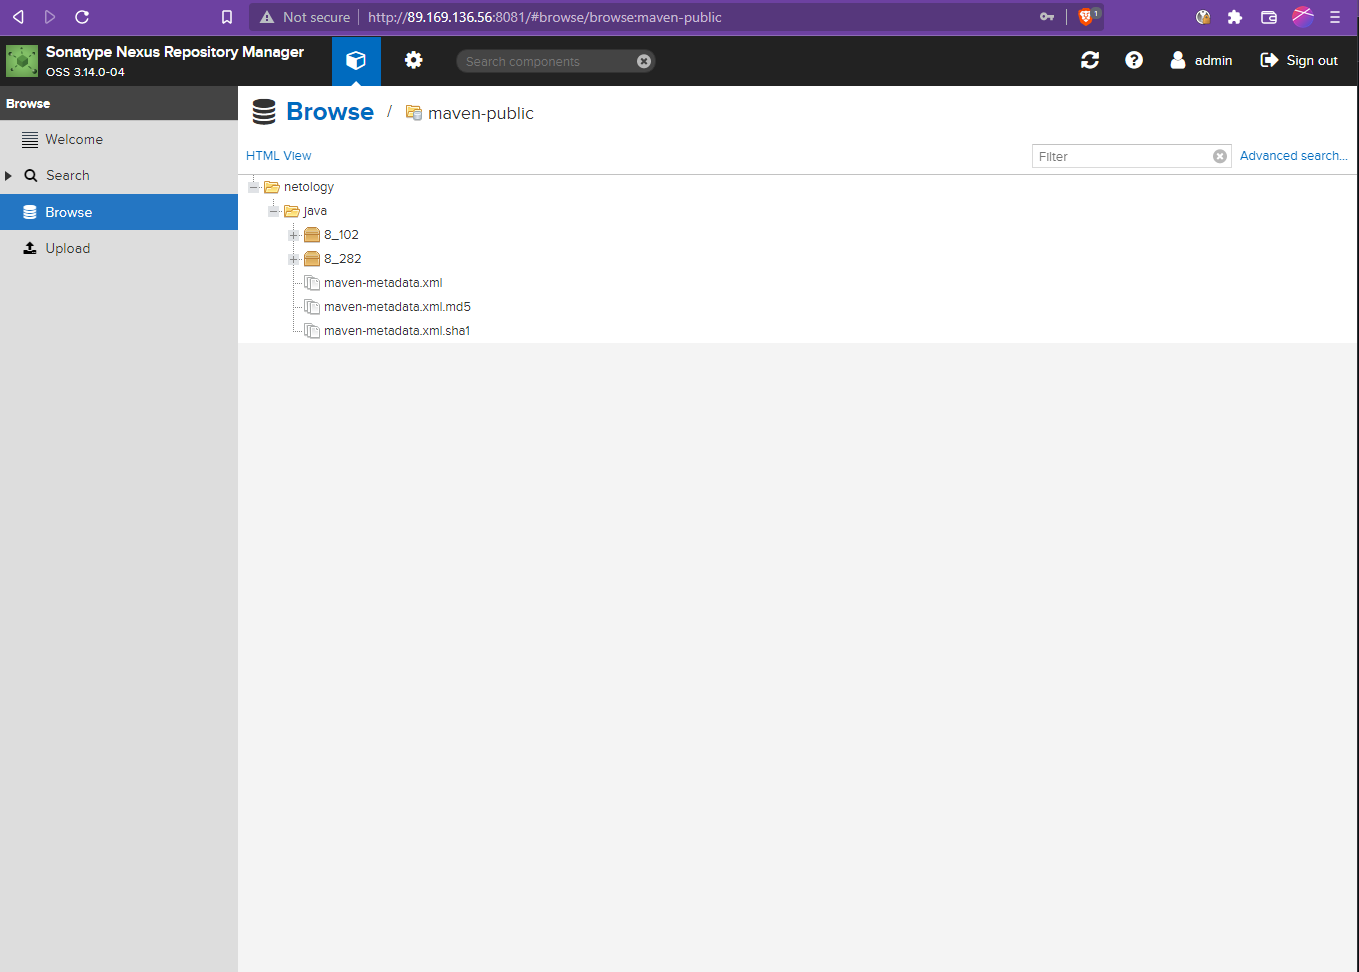 Not secure http://89.169.136.56:8081/#browse/browse:maven-public 1
Sonatype Nexus Repository Manager
OSS 3.14.0-04
Search components
admin
Sign out
Browse
Welcome
Search
Browse
Upload
Browse / maven-public
HTML View
Filter
Advanced search...
netology
java
8_102
8_282
maven-metadata.xml
maven-metadata.xml.md5
maven-metadata.xml.sha1